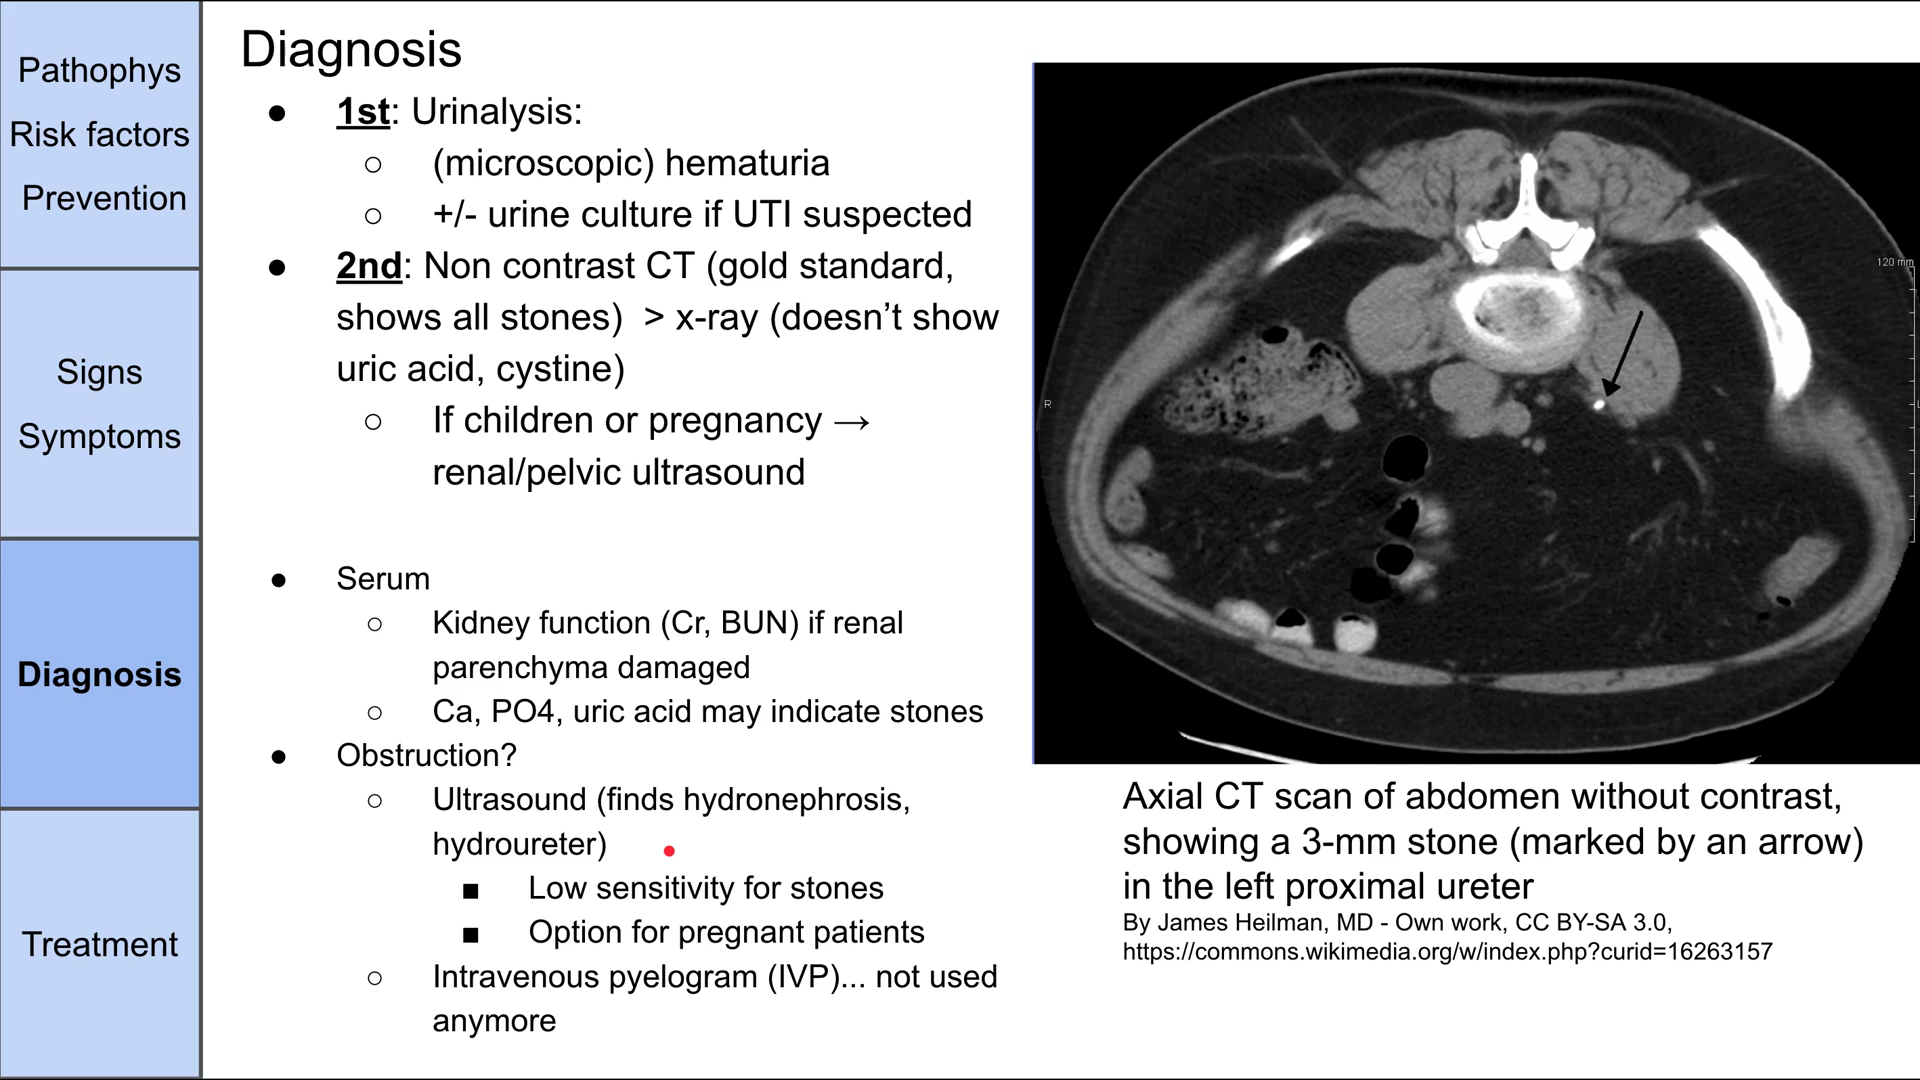 Pathophys
Risk factors
Prevention
Signs
Symptoms
Diagnosis
Treatment
Diagnosis
● 1st: Urinalysis:
○ (microscopic) hematuria
○ +/- urine culture if UTI suspected
● 2nd: Non contrast CT (gold standard,
shows all stones) > x-ray (doesn’t show
uric acid, cystine)
○ If children or pregnancy →
renal/pelvic ultrasound
● Serum
○ Kidney function (Cr, BUN) if renal
parenchyma damaged
○ Ca, PO4, uric acid may indicate stones
● Obstruction?
○ Ultrasound (finds hydronephrosis,
hydroureter)
■ Low sensitivity for stones
■ Option for pregnant patients
○ Intravenous pyelogram (IVP)... not used
anymore
120 mm
R
L
Axial CT scan of abdomen without contrast,
showing a 3-mm stone (marked by an arrow)
in the left proximal ureter
By James Heilman, MD - Own work, CC BY-SA 3.0,
https://commons.wikimedia.org/w/index.php?curid=16263157